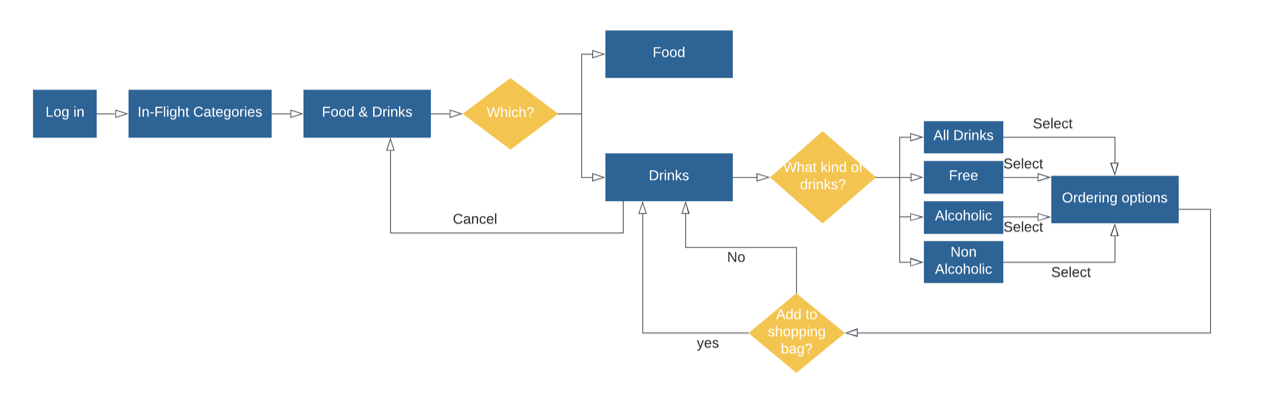 Food
Log in
In-Flight Categories
Food & Drinks
Which?
Drinks
What kind of
drinks?
All Drinks
Select
Free
Select
Alcoholic
Select
Non
Alcoholic
Select
Ordering options
Cancel
No
Add to
shopping
bag?
yes